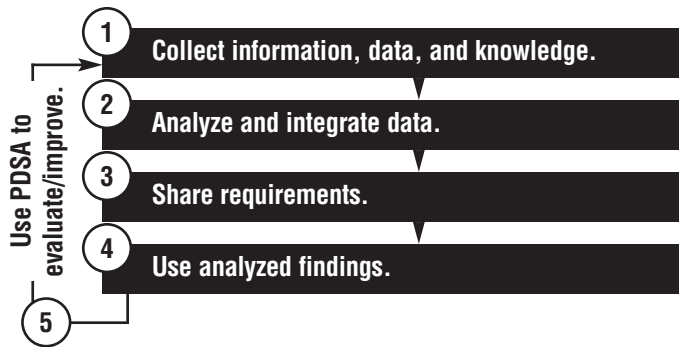 1
Collect information, data, and knowledge.
2
Analyze and integrate data.
3
Share requirements.
4
Use analyzed findings.
5
Use PDSA to
evaluate/improve.